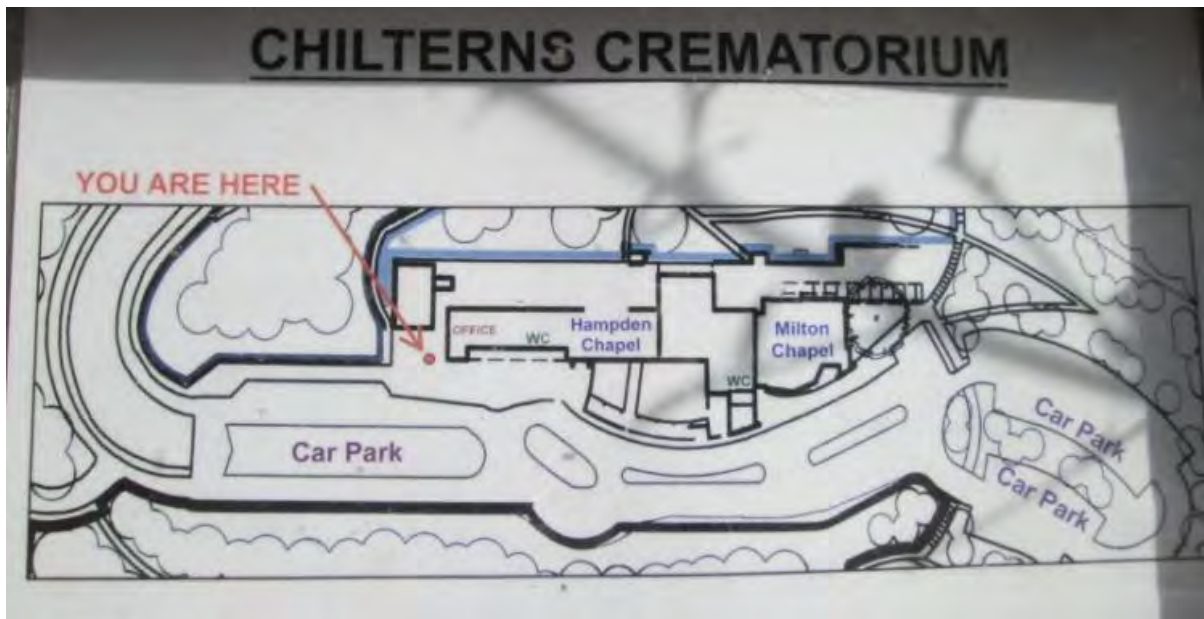 CHILTERNS CREMATORIUM
YOU ARE HERE
OFFICE
WC
Hampden
Chapel
Milton
Chapel
WC
Car Park
Car Park
Car Park